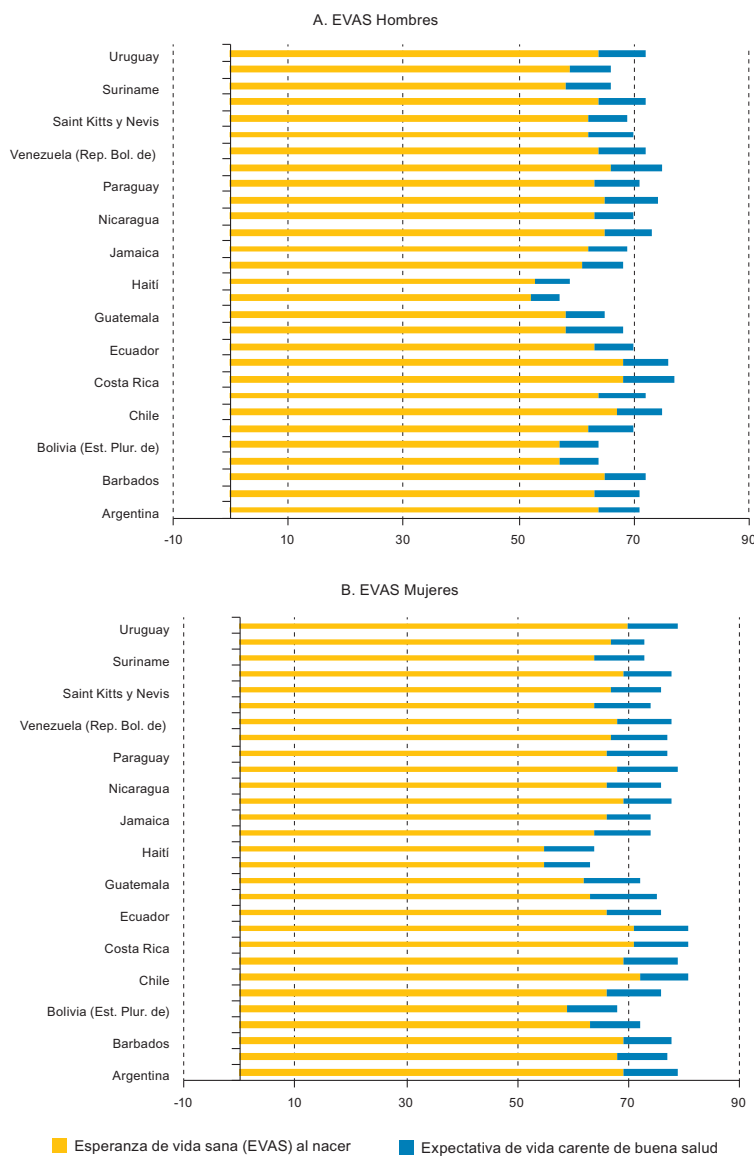 A. EVAS Hombres
Uruguay
Suriname
Saint Kitts y Nevis
Venezuela (Rep. Bol. de)
Paraguay
Nicaragua
Jamaica
Haití
Guatemala
Ecuador
Costa Rica
Chile
Bolivia (Est. Plur. de)
Barbados
Argentina
-10 10 30 50 70 90
B. EVAS Mujeres
Uruguay
Suriname
Saint Kitts y Nevis
Venezuela (Rep. Bol. de)
Paraguay
Nicaragua
Jamaica
Haití
Guatemala
Ecuador
Costa Rica
Chile
Bolivia (Est. Plur. de)
Barbados
Argentina
-10 10 30 50 70 90
Esperanza de vida sana (EVAS) al nacer Expectativa de vida carente de buena salud